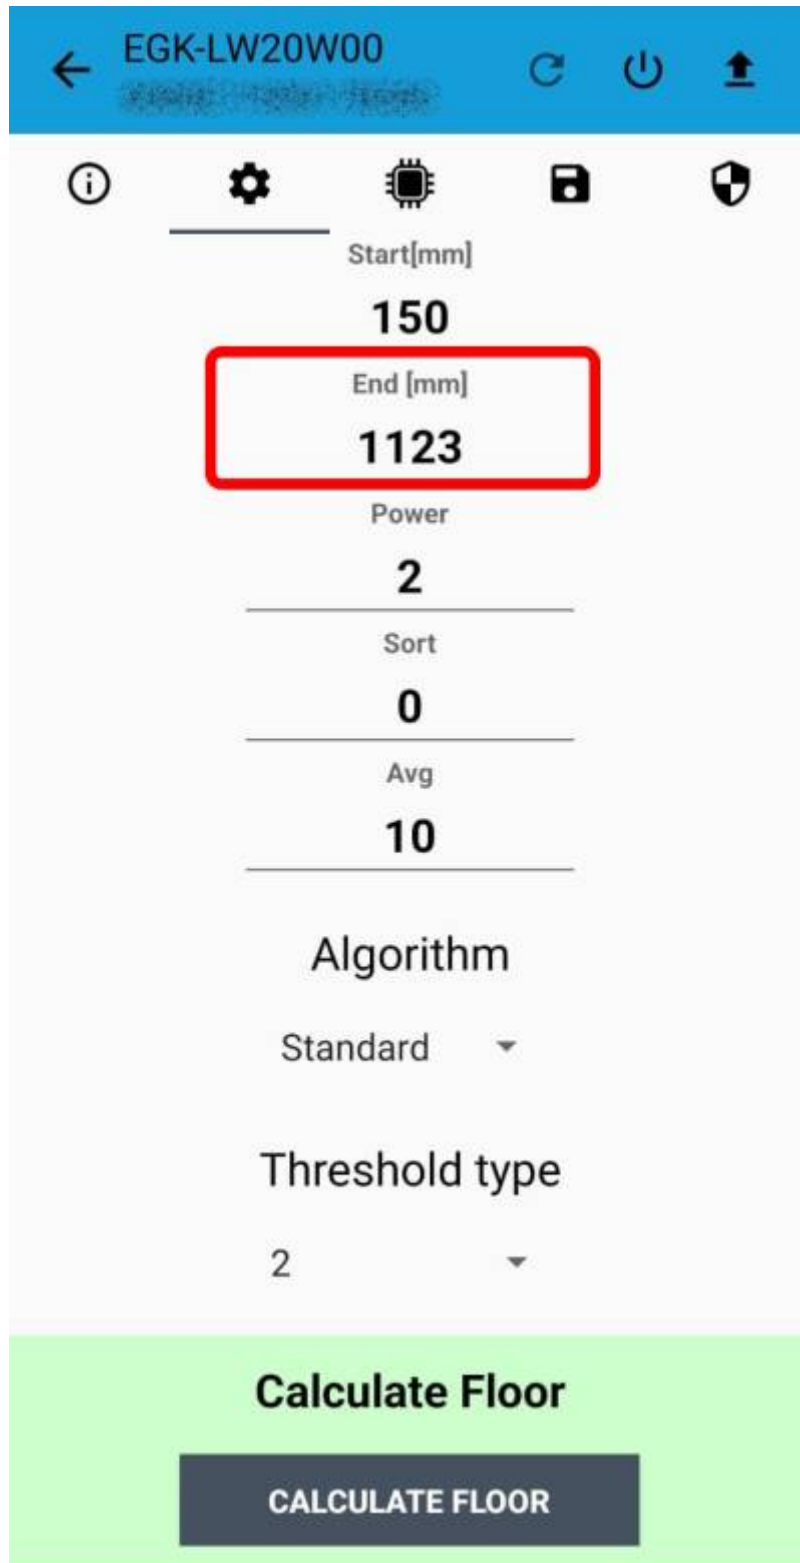 EGK-LW20W00
Start[mm]
150
End [mm]
1123
Power
2
Sort
0
Avg
10
Algorithm
Standard
Threshold type
2
Calculate Floor
CALCULATE FLOOR